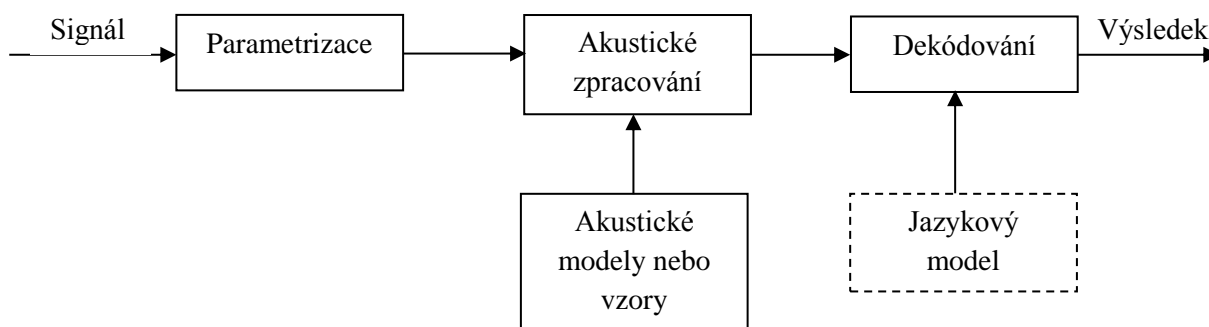 Signál
Parametrizace
Akustické
zpracování
Dekódování
Výsledek
Akustické
modely nebo
vzory
Jazykový
model